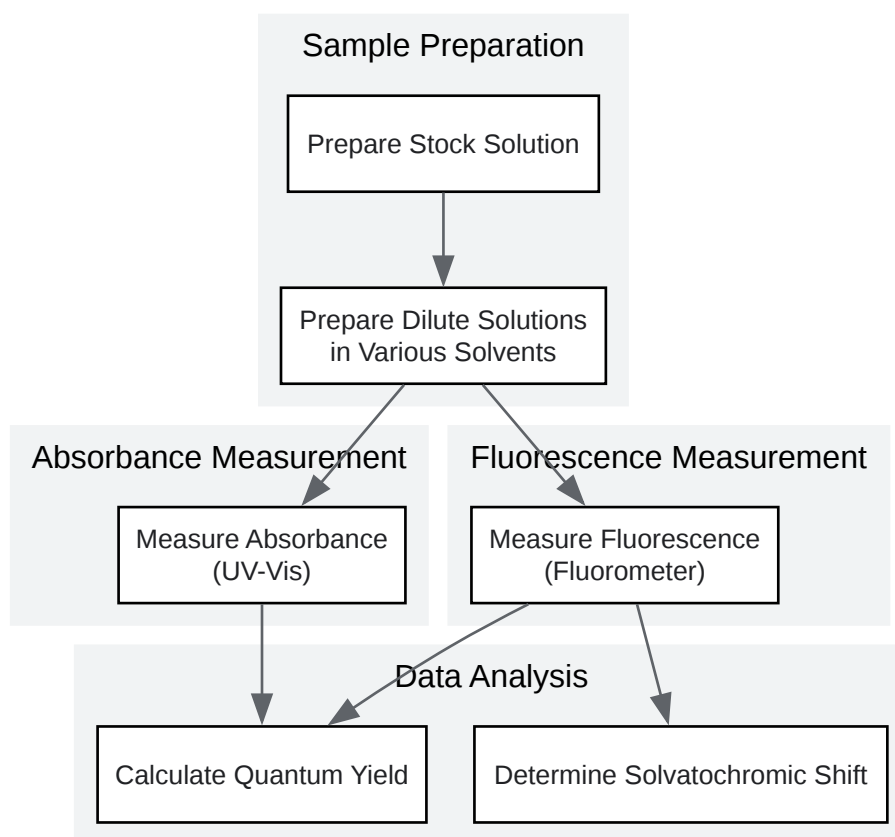 Sample Preparation
Prepare Stock Solution
Prepare Dilute Solutions
in Various Solvents
Absorbance Measurement
Measure Absorbance
(UV-Vis)
Fluorescence Measurement
Measure Fluorescence
(Fluorometer)
Data Analysis
Calculate Quantum Yield
Determine Solvatochromic Shift